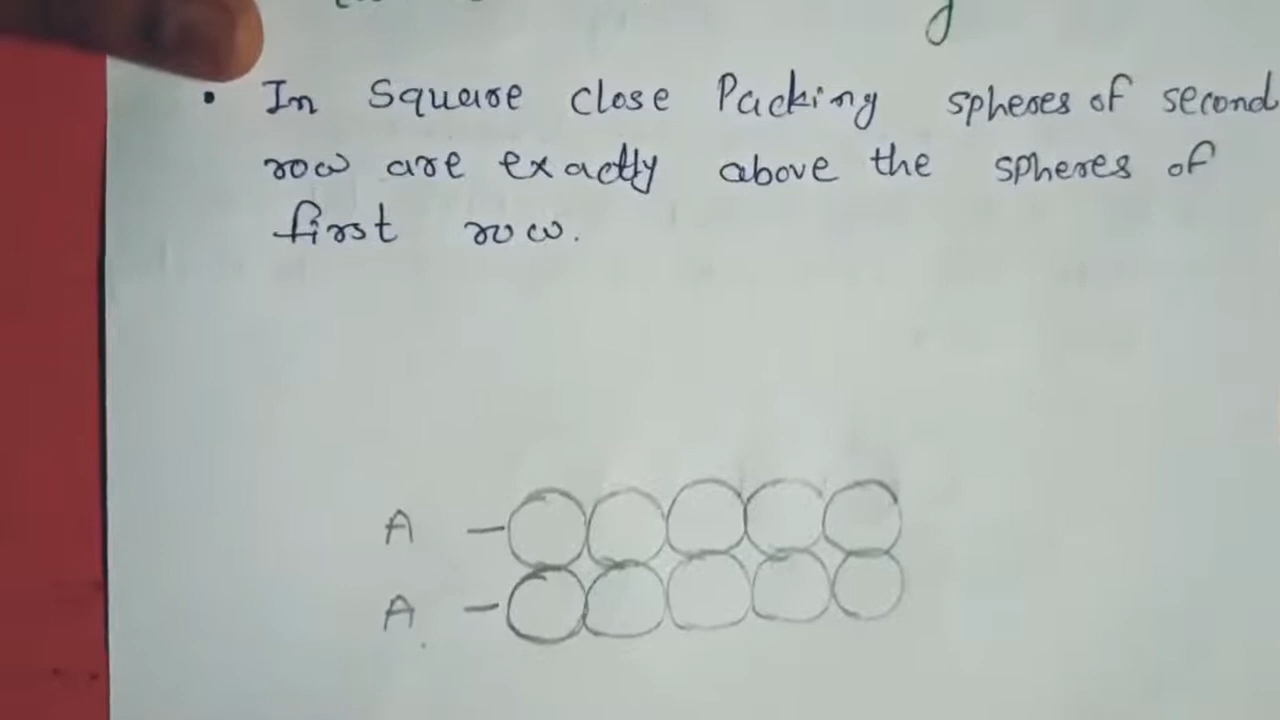 • In Square close Packing spheres of second
row are exactly above the spheres of
first row.
A -
A -